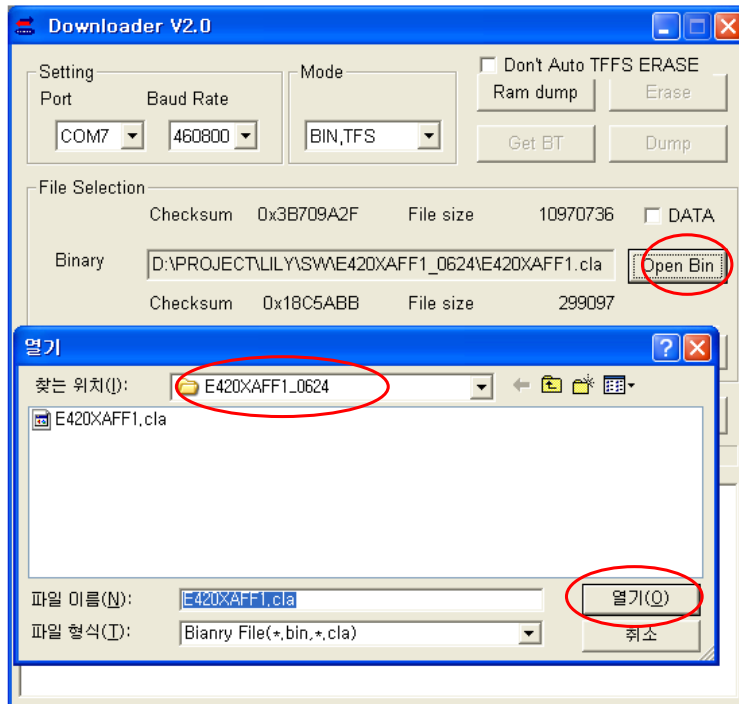 Downloader V2.0
Setting
Mode
Don't Auto TFFS ERASE
Port Baud Rate
Ram dump Erase
COM7 460800 BIN,TFS
Get BT Dump
File Selection
Checksum 0x3B709A2F File size 10970736 DATA
Binary D:\PROJECT\LILY\SW\E420XAFF1_0624\E420XAFF1.cla Open Bin
Checksum 0x18C5ABB File size 299097
열기
찾는 위치(I): E420XAFF1_0624
E420XAFF1,cla
파일 이름(N): E420XAFF1,cla 열기(O)
파일 형식(T): Bianry File(*,bin,*,cla) 취소